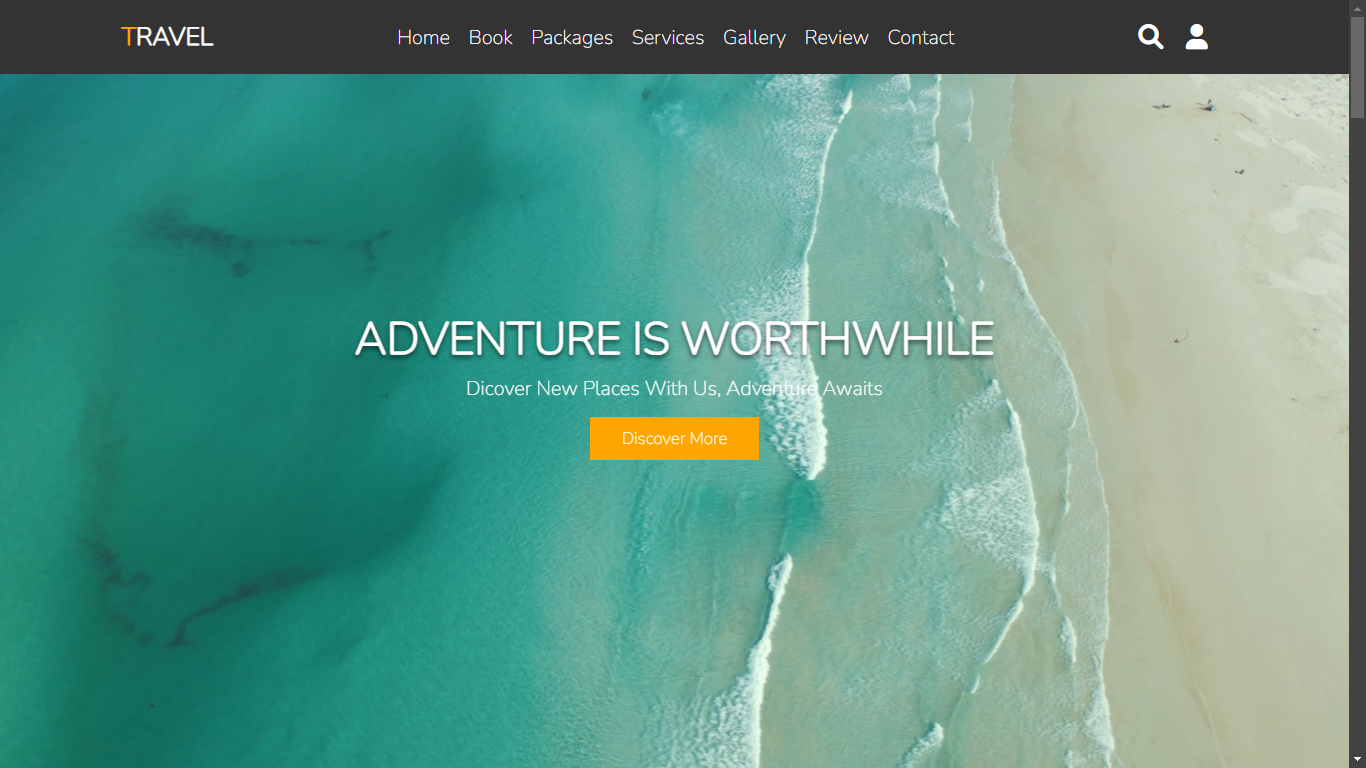 TRAVEL
Home Book Packages Services Gallery Review Contact
ADVENTURE IS WORTHWHILE
Dicover New Places With Us, Adventure Awaits
Discover More